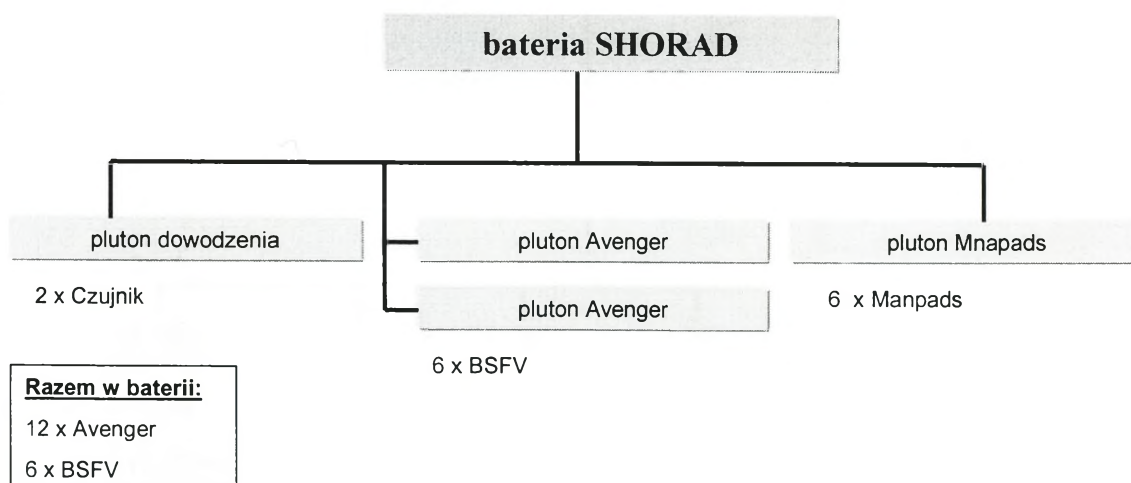 bateria SHORAD
pluton dowodzenia
2 x Czujnik
pluton Avenger
pluton Avenger
6 x BSFV
pluton Mnapads
6 x Manpads
Razem w baterii:
12 x Avenger
6 x BSFV